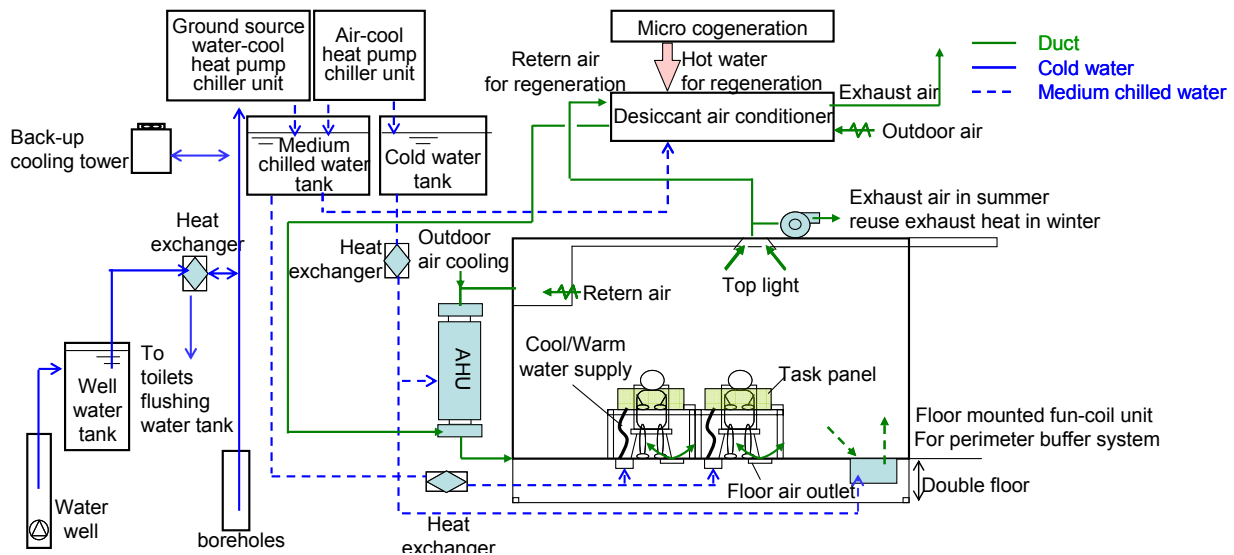 Ground source
water-cool
heat pump
chiller unit
Air-cool
heat pump
chiller unit
Micro cogeneration
Retern air
for regeneration
Hot water
for regeneration
Exhaust air
Desiccant air conditioner
Outdoor air
Duct
Cold water
Medium chilled water
Back-up
cooling tower
Medium
chilled water
tank
Cold water
tank
Exhaust air in summer
reuse exhaust heat in winter
Heat
exchanger
Heat
exchanger
Outdoor
air cooling
Top light
Retern air
AHU
Cool/Warm
water supply
Task panel
Well
water
tank
To
toilets
flushing
water tank
Floor mounted fun-coil unit
For perimeter buffer system
Floor air outlet
Double floor
Water
well
boreholes
Heat
exchanger